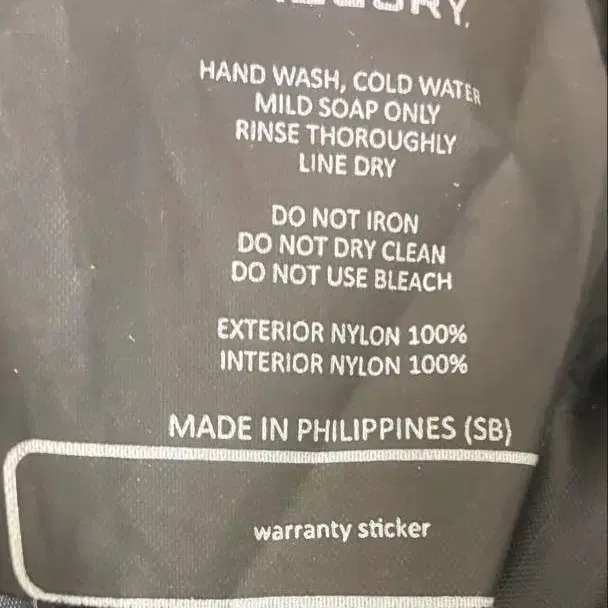 HAND WASH, COLD WATER
MILD SOAP ONLY
RINSE THOROUGHLY
LINE DRY
DO NOT IRON
DO NOT DRY CLEAN
DO NOT USE BLEACH
EXTERIOR NYLON 100%
INTERIOR NYLON 100%
MADE IN PHILIPPINES (SB)
warranty sticker